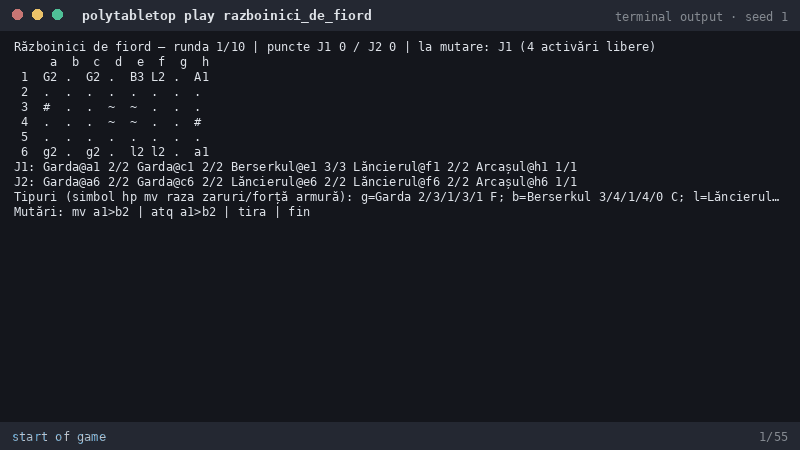 polytabletop play razboinici_de_fiord
terminal output · seed 1
Războinici de fiord — runda 1/10 | puncte J1 0 / J2 0 | la mutare: J1 (4 activări libere)
a b c d e f g h
1 G2 . G2 . B3 L2 . A1
2 . . . . . . . .
3 # . . ~ ~ . . .
4 . . . ~ ~ . . #
5 . . . . . . . .
6 g2 . g2 . l2 l2 . a1
J1: Garda@a1 2/2 Garda@c1 2/2 Berserkul@e1 3/3 Lăncierul@f1 2/2 Arcașul@h1 1/1
J2: Garda@a6 2/2 Garda@c6 2/2 Lăncierul@e6 2/2 Lăncierul@f6 2/2 Arcașul@h6 1/1
Tipuri (simbol hp mv raza zaruri/forță armură): g=Garda 2/3/1/3/1 F; b=Berserkul 3/4/1/4/0 C; l=Lăncierul…
Mutări: mv a1>b2 | atq a1>b2 | tira | fin
start of game
1/55